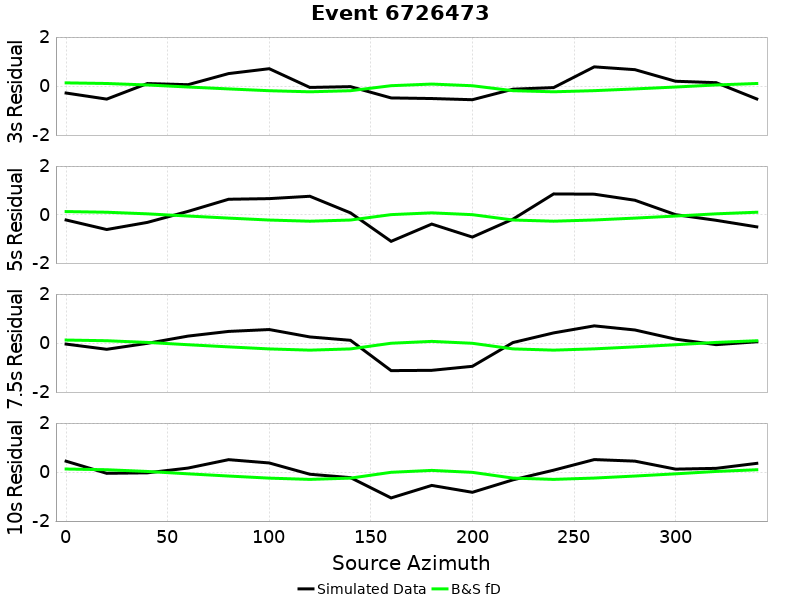 Event 6726473
3s Residual
2
0
-2
5s Residual
2
0
-2
7.5s Residual
2
0
-2
10s Residual
2
0
-2
0 50 100 150 200 250 300
Source Azimuth
Simulated Data B&S fD